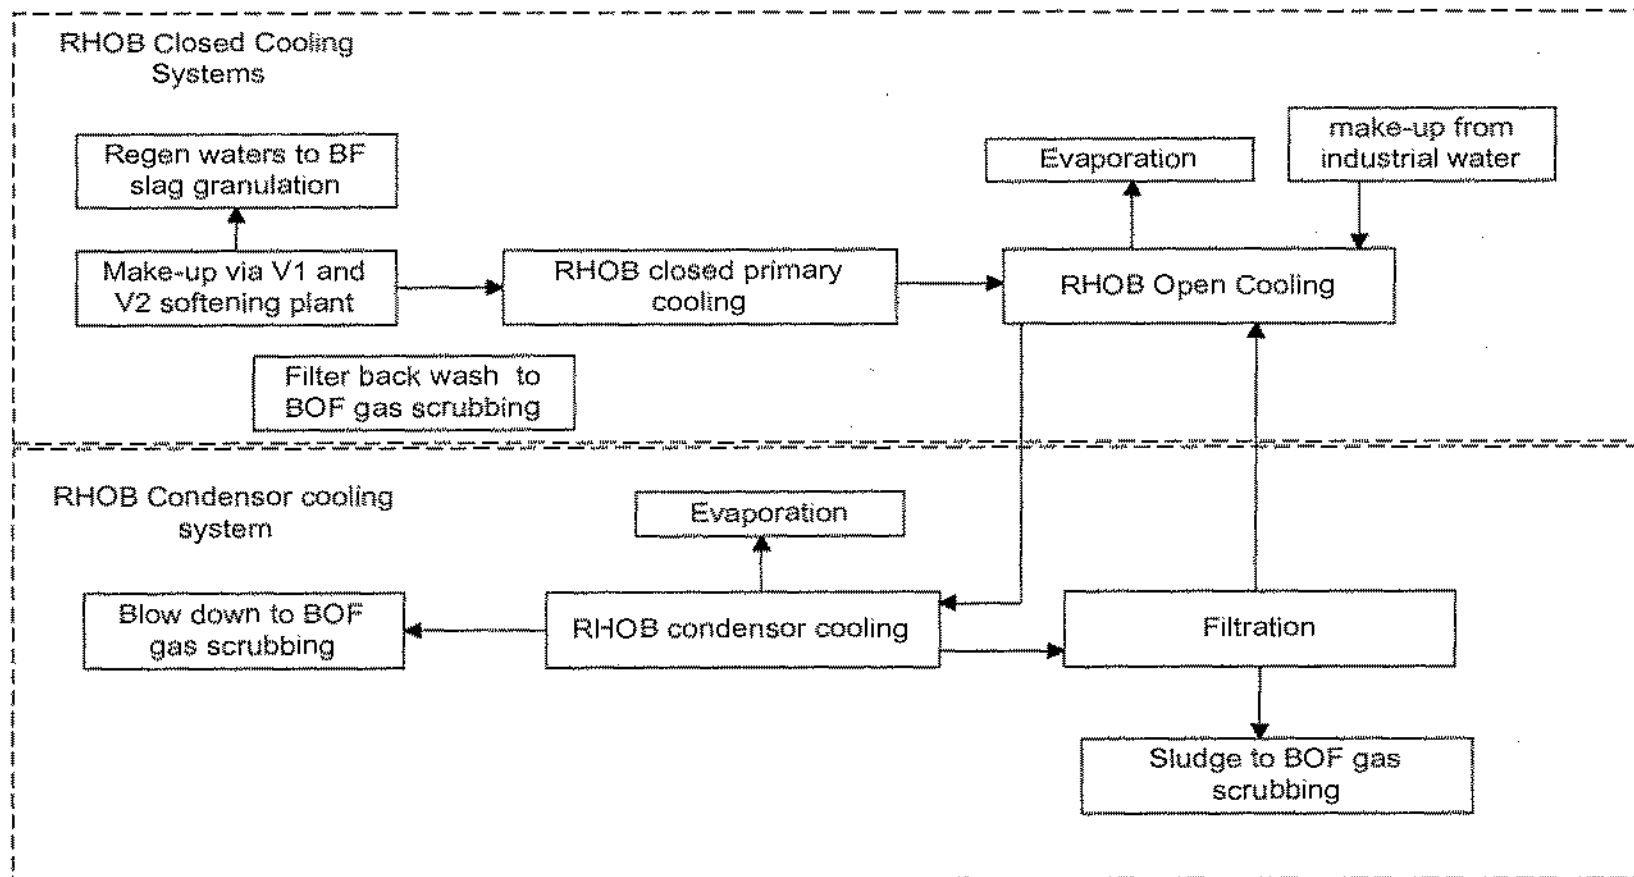 RHOB Closed Cooling
Systems
Regen waters to BF
slag granulation
Evaporation
make-up from
industrial water
Make-up via V1 and
V2 softening plant
RHOB closed primary
cooling
RHOB Open Cooling
Filter back wash to
BOF gas scrubbing
RHOB Condensor cooling
system
Evaporation
Blow down to BOF
gas scrubbing
RHOB condensor cooling
Filtration
Sludge to BOF gas
scrubbing